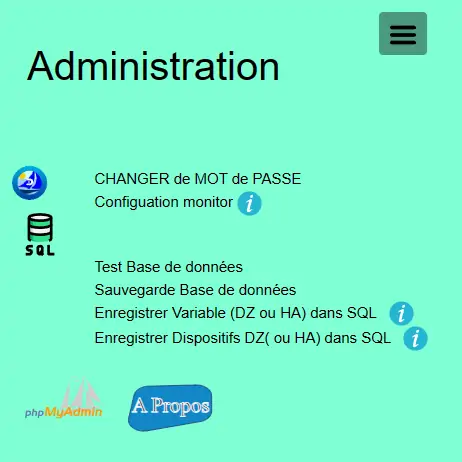 Administration
CHANGER de MOT de PASSE
Configuation monitor i
SQL
Test Base de données
Sauvegarde Base de données
Enregistrer Variable (DZ ou HA) dans SQL i
Enregistrer Dispositifs DZ( ou HA) dans SQL i
phpMyAdmin
A Propos